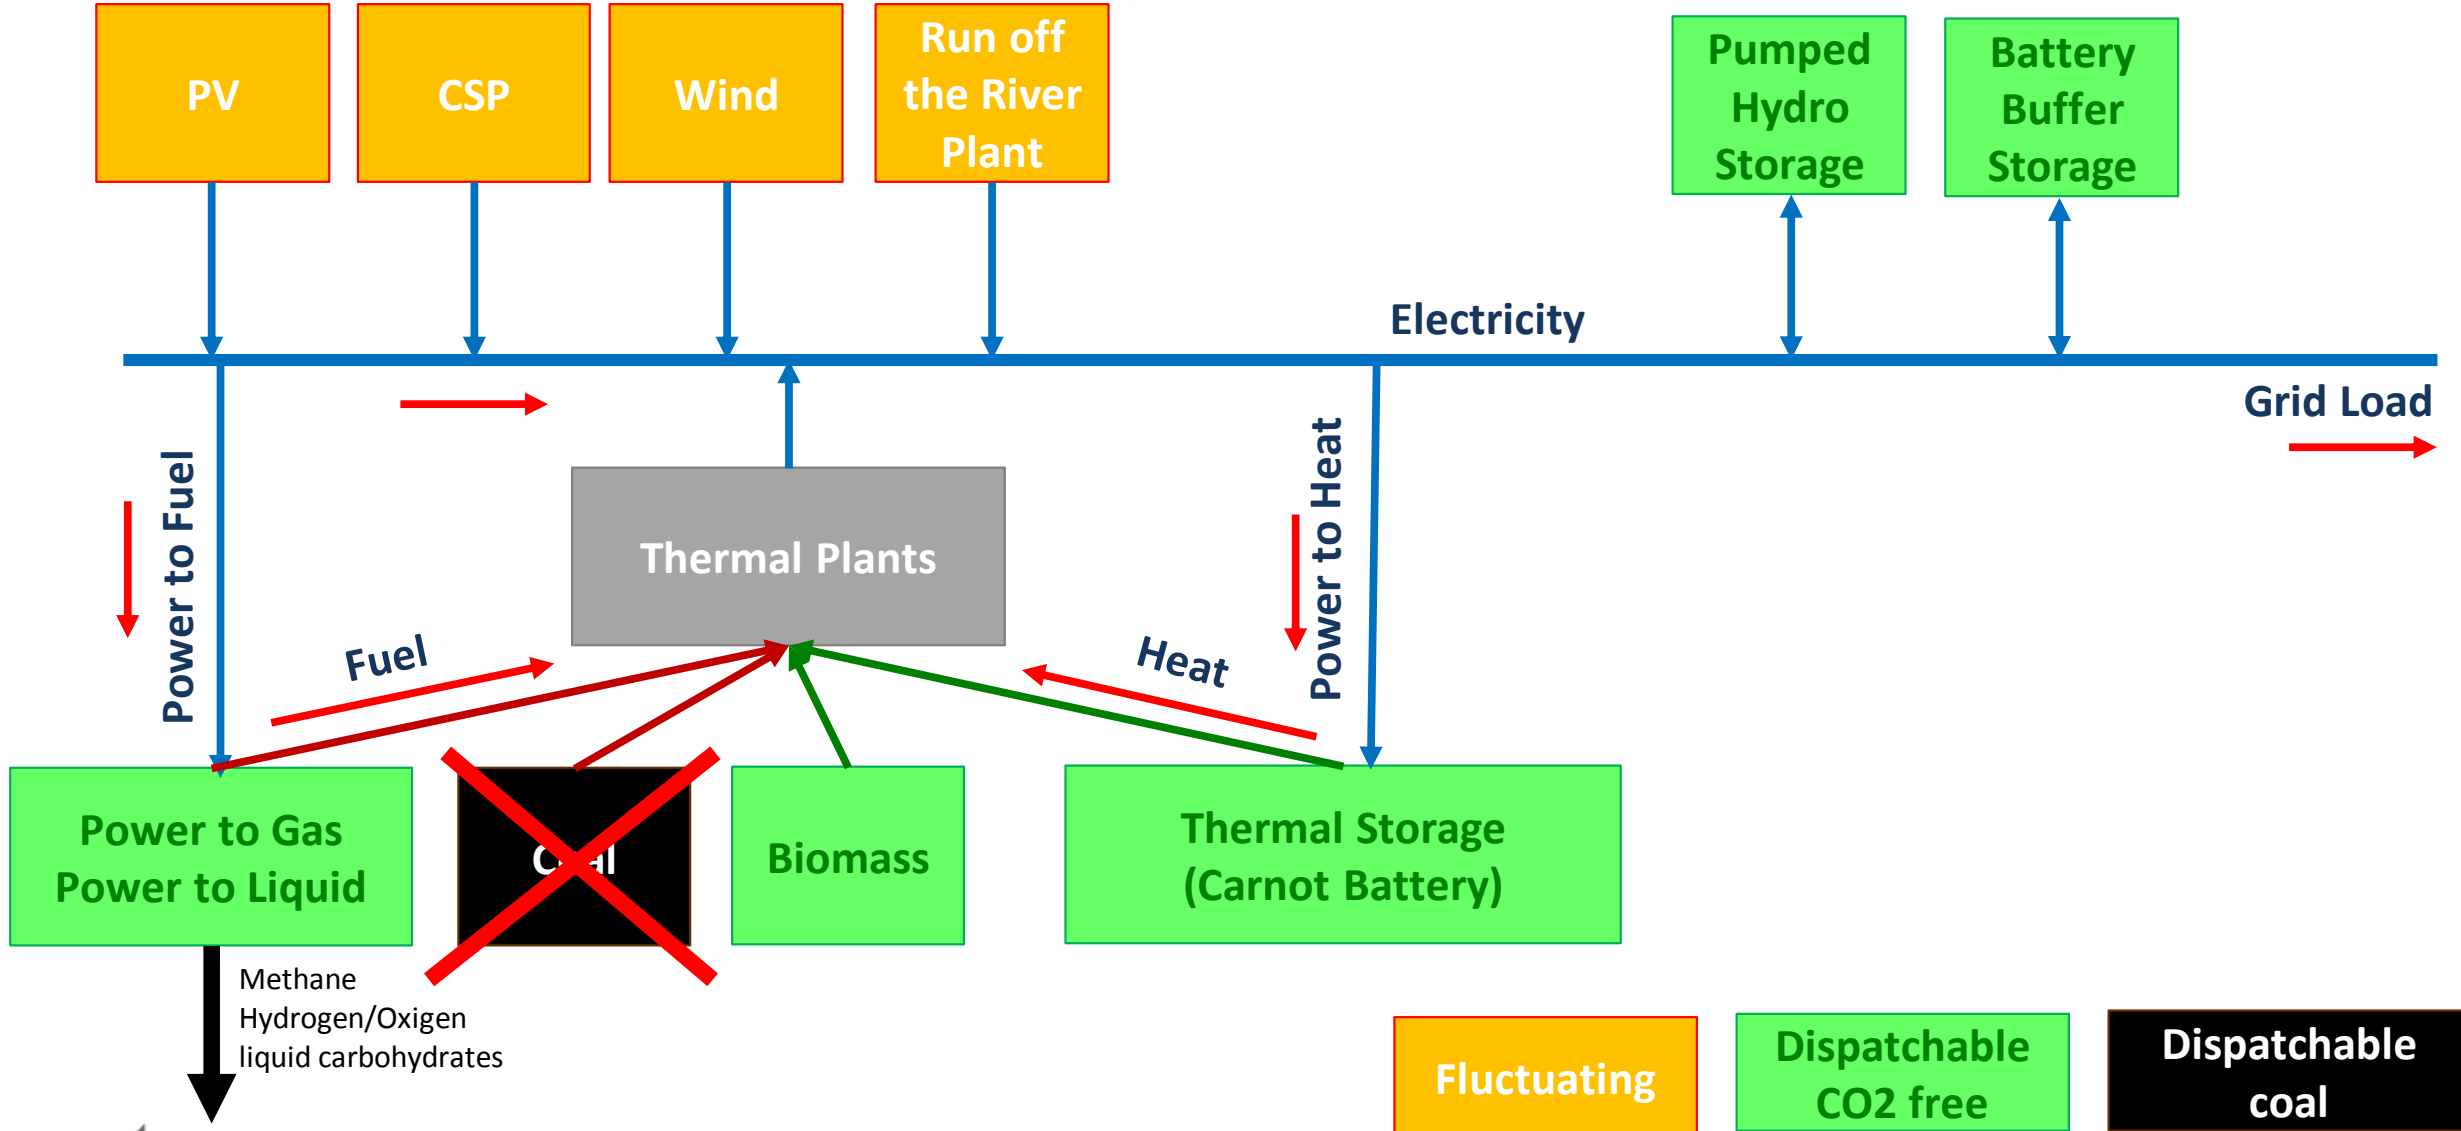 PV
CSP
Wind
Run off
the River
Plant
Pumped
Hydro
Storage
Battery
Buffer
Storage
Electricity
Grid Load
Power to Fuel
Thermal Plants
Power to Heat
Fuel
Heat
Power to Gas
Power to Liquid
Coal
Biomass
Thermal Storage
(Carnot Battery)
Methane
Hydrogen/Oxigen
liquid carbohydrates
Fluctuating
Dispatchable
CO2 free
Dispatchable
coal